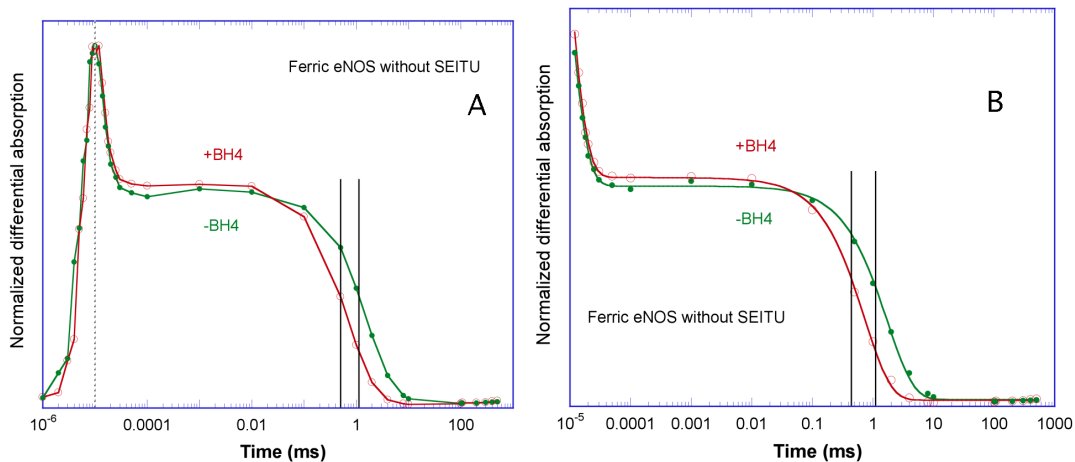 Normalized differential absorption
Ferric eNOS without SEITU
A
+BH4
-BH4
10-6
0.0001
0.01
1
100
Time (ms)
Normalized differential absorption
B
+BH4
-BH4
Ferric eNOS without SEITU
10-5
0.0001
0.001
0.01
0.1
1
10
100
1000
Time (ms)